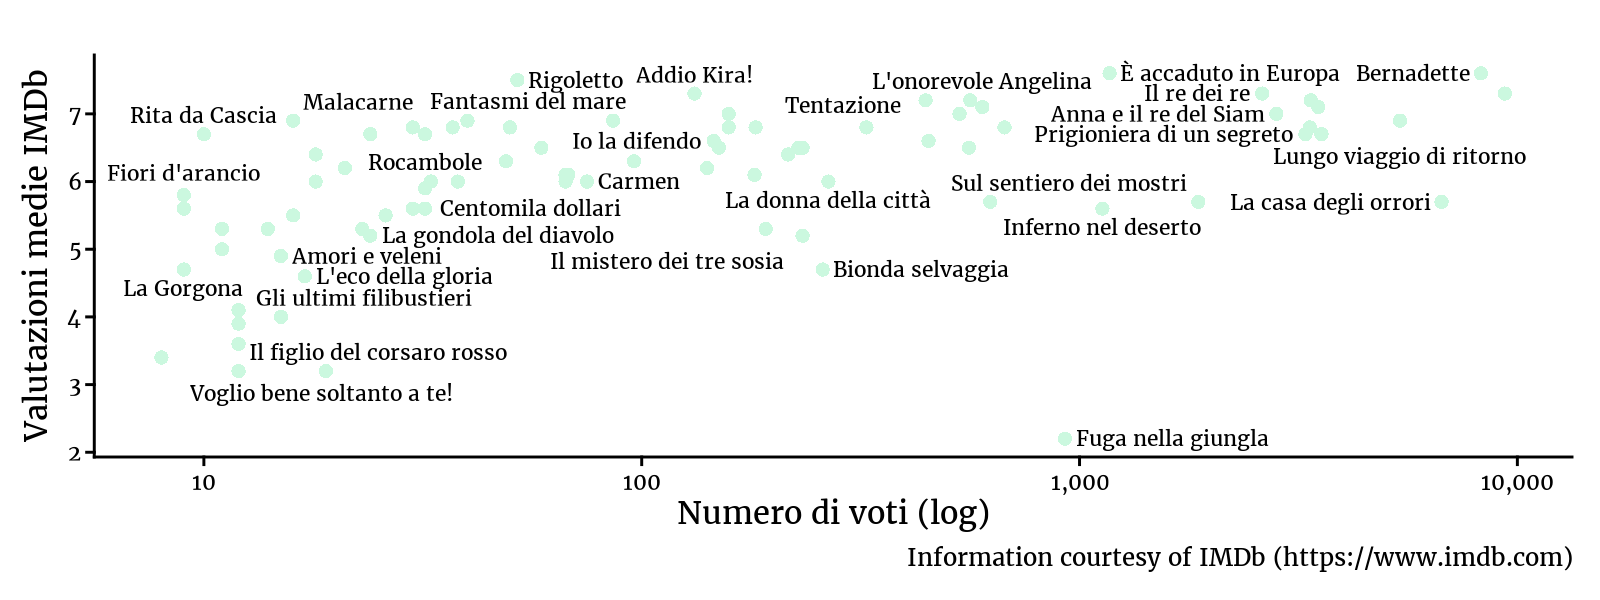 Valutazioni medie IMDb
7
6
5
4
3
2
Rigoletto
Addio Kira!
L'onorevole Angelina
È accaduto in Europa
Bernadette
Rita da Cascia
Malacarne
Fantasmi del mare
Tentazione
Il re dei re
Anna e il re del Siam
Io la difendo
Prigioniera di un segreto
Rocambole
Lungo viaggio di ritorno
Fiori d'arancio
Carmen
Sul sentiero dei mostri
La donna della città
La casa degli orrori
Centomila dollari
Inferno nel deserto
La gondola del diavolo
Amori e veleni
Il mistero dei tre sosia
Bionda selvaggia
L'eco della gloria
La Gorgona
Gli ultimi filibustieri
Il figlio del corsaro rosso
Voglio bene soltanto a te!
Fuga nella giungla
10
100
1,000
10,000
Numero di voti (log)
Information courtesy of IMDb (https://www.imdb.com)